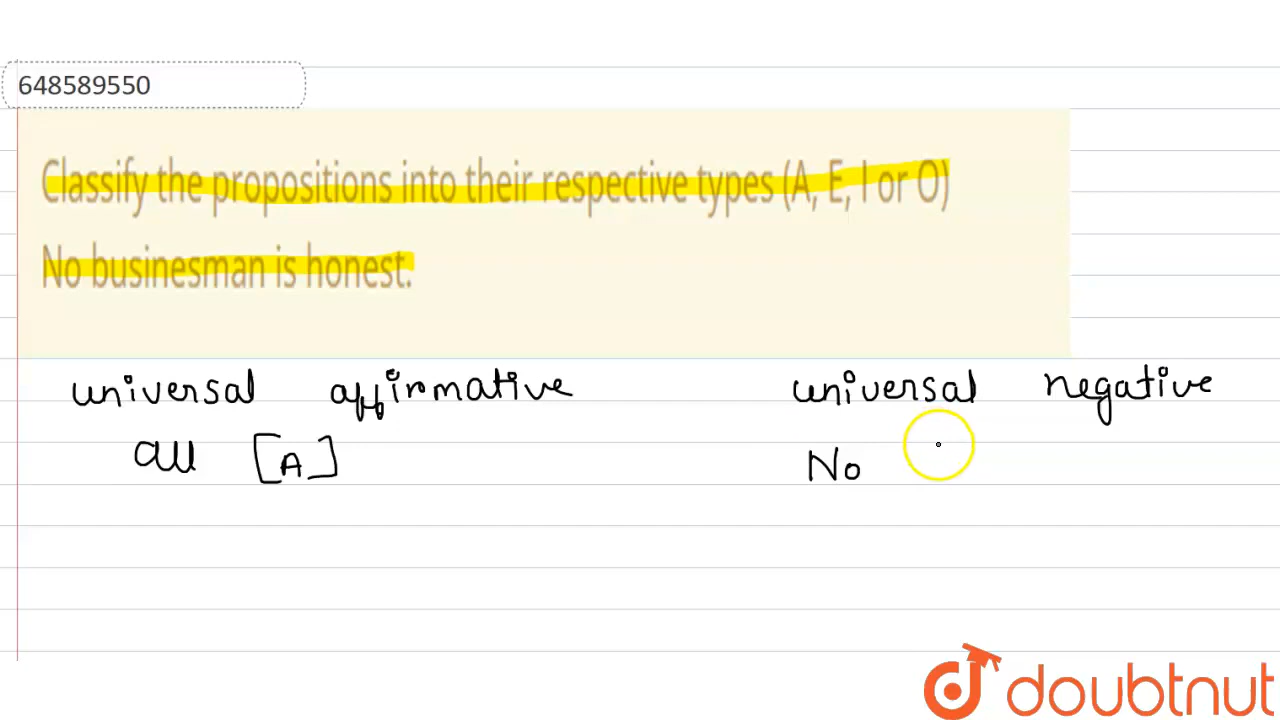 648589550
Classify the propositions into their respective types (A, E, I or O)
No businesman is honest.
universal affirmative universal negative
all [A] No
doubtnut